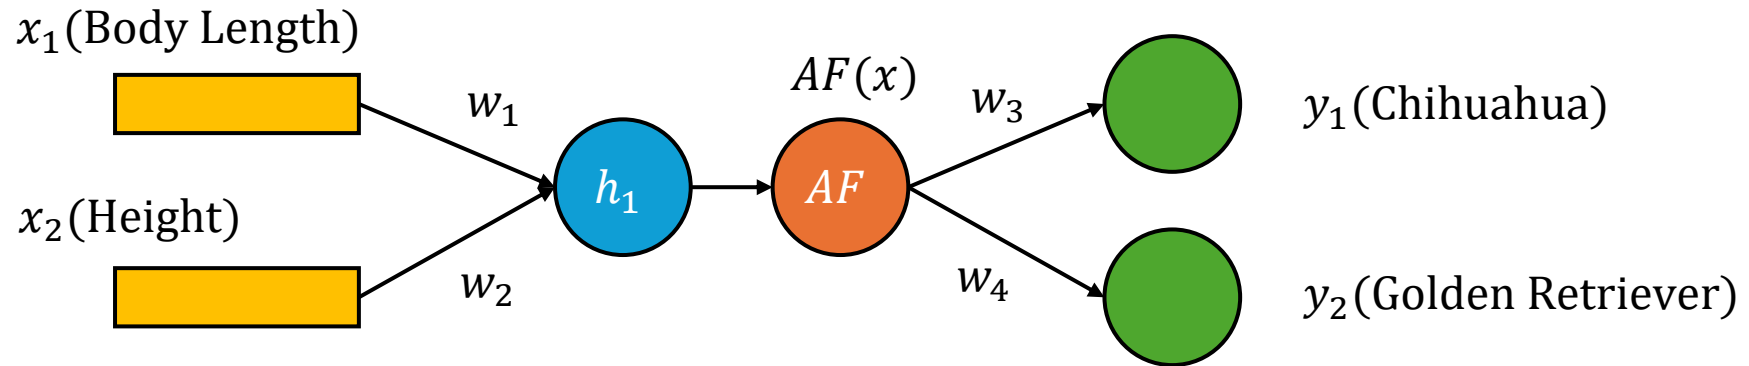 x₁(Body Length)
w₁
AF(x)
w₃
y₁(Chihuahua)
h₁
AF
x₂(Height)
w₂
w₄
y₂(Golden Retriever)